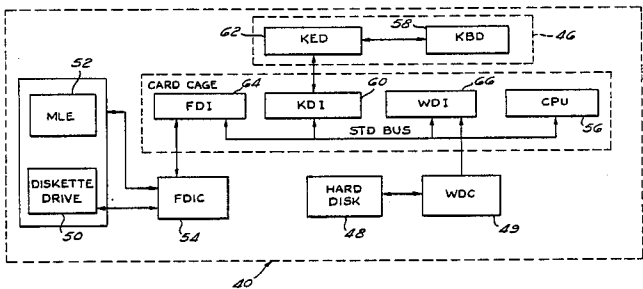 62
KED
58
KBD
46
52
MLE
DISKETTE
DRIVE
50
CARD CAGE
64
FDI
60
KDI
66
WDI
CPU
56
STD BUS
FDIC
54
HARD
DISK
48
WDC
49
40